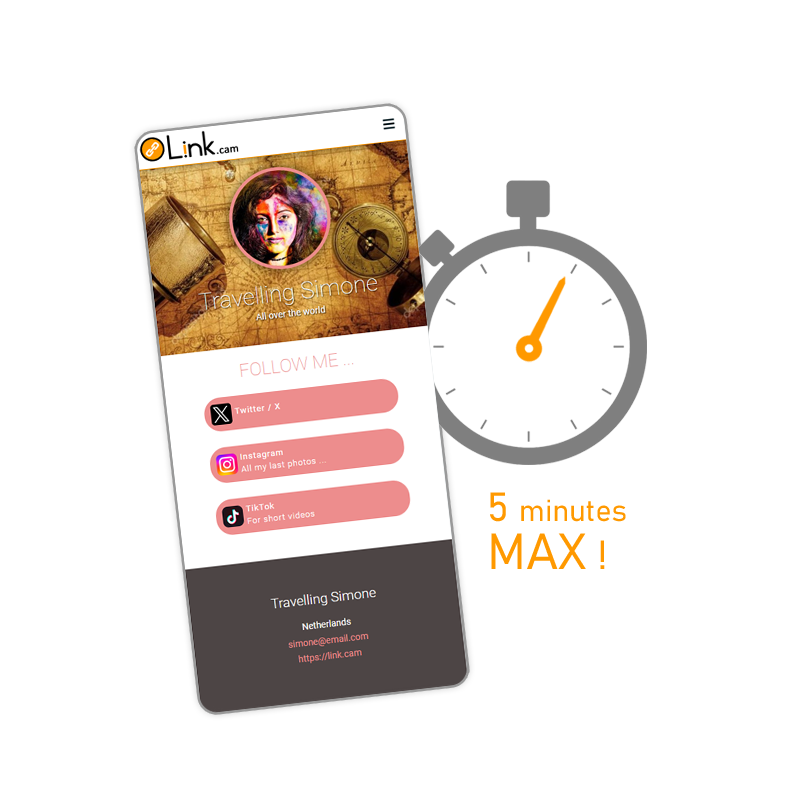 Link.cam
Travelling Simone
All over the world
FOLLOW ME ...
Twitter / X
Instagram
All my last photos ...
TikTok
For short videos
Travelling Simone
Netherlands
simone@email.com
https://link.cam
5 minutes
MAX !